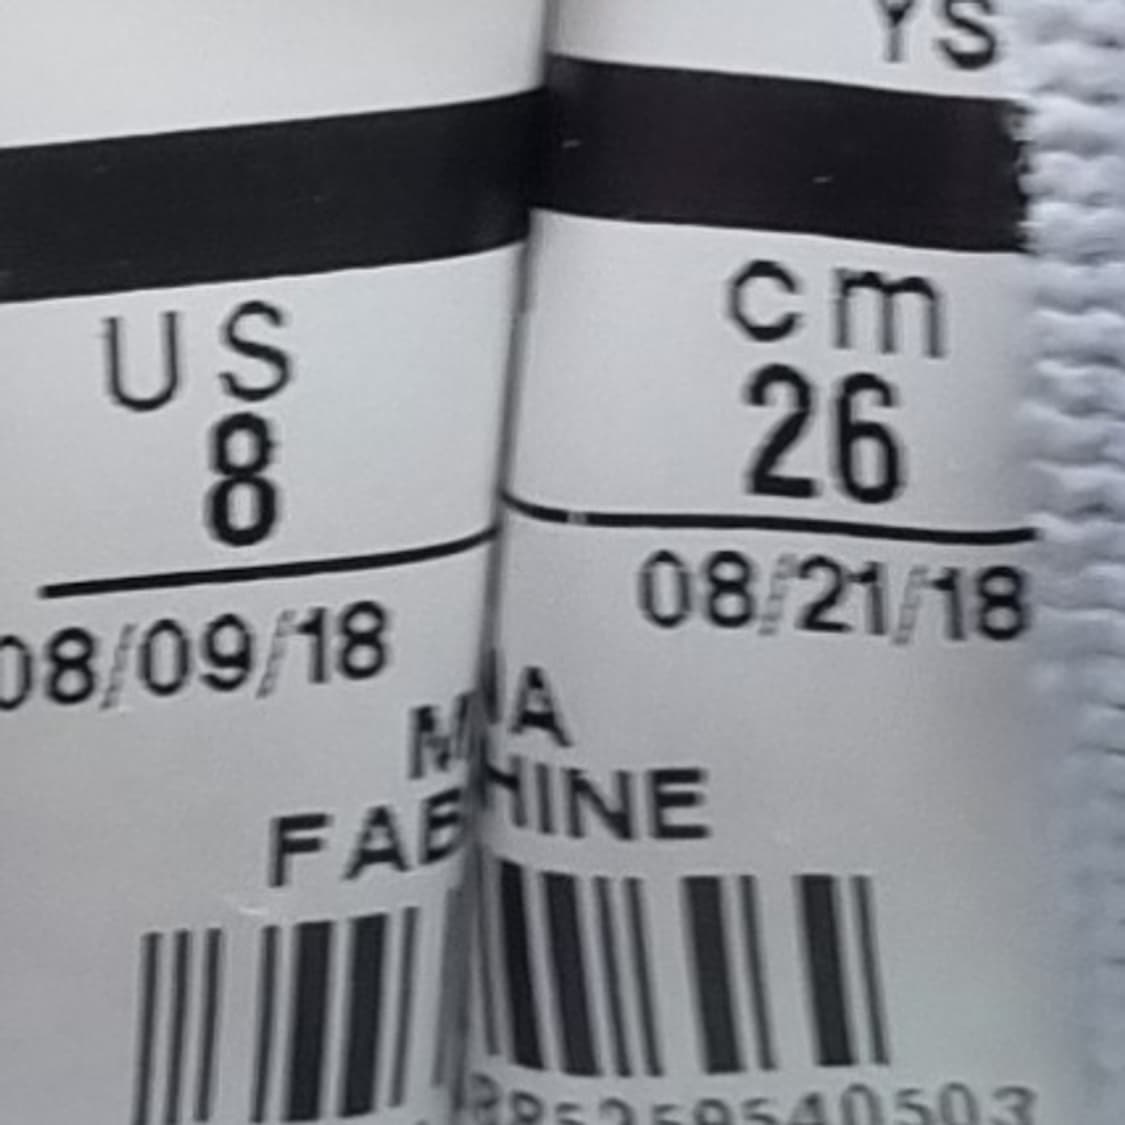 YS
US cm
8 26
08/09/18 08/21/18
FAB HINE